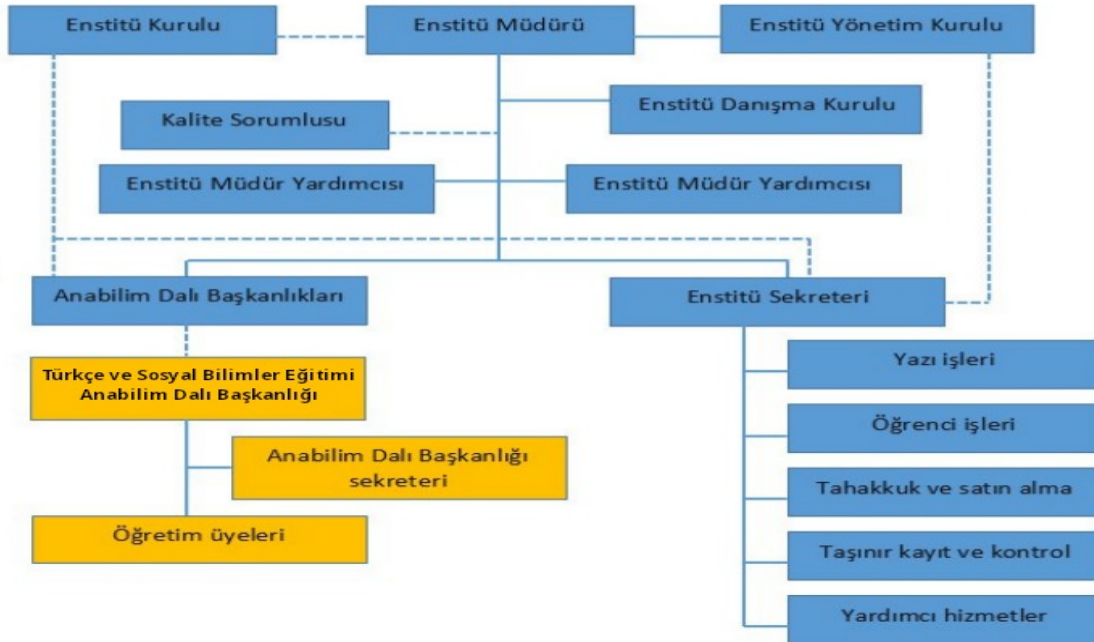 Enstitü Kurulu
Enstitü Müdürü
Enstitü Yönetim Kurulu
Kalite Sorumlusu
Enstitü Danışma Kurulu
Enstitü Müdür Yardımcısı
Enstitü Müdür Yardımcısı
Anabilim Dalı Başkanlıkları
Enstitü Sekreteri
Türkçe ve Sosyal Bilimler Eğitimi
Anabilim Dalı Başkanlığı
Anabilim Dalı Başkanlığı
sekreteri
Öğretim üyeleri
Yazı işleri
Öğrenci işleri
Tahakkuk ve satın alma
Taşınır kayıt ve kontrol
Yardımcı hizmetler